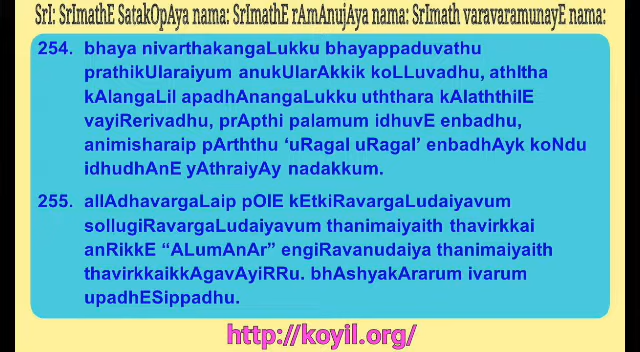 SrI: SrImathE SatakOpAya nama: SrImathE rAmAnujAya nama: SrImath varavaramunayE nama:
254. bhaya nivarthakangaLukku bhayappaduvathu
prathikUlaraiyum anukUlarAkkik koLLuvadhu, athItha
kAlangaLil apadhAnangaLukku uththara kAlaththilE
vayiRerivadhu, prApthi palamum idhuvE enbadhu,
animisharaip pArththu ‘uRagal uRagal’ enbadhAyk koNdu
idhudhAnE yAthraiyAy nadakkum.
255. allAdhavargaLaip pOlE kEtkiRavargaLudaiyavum
sollugiRavargaLudaiyavum thanimaiyaith thavirkkai
anRikkE “ALumALAr” engiRavanudaiya thanimaiyaith
thavirkkaikkAgavAyiRRu. bhAshyakArarum ivarum
upadhESippadhu.
http://koyil.org/